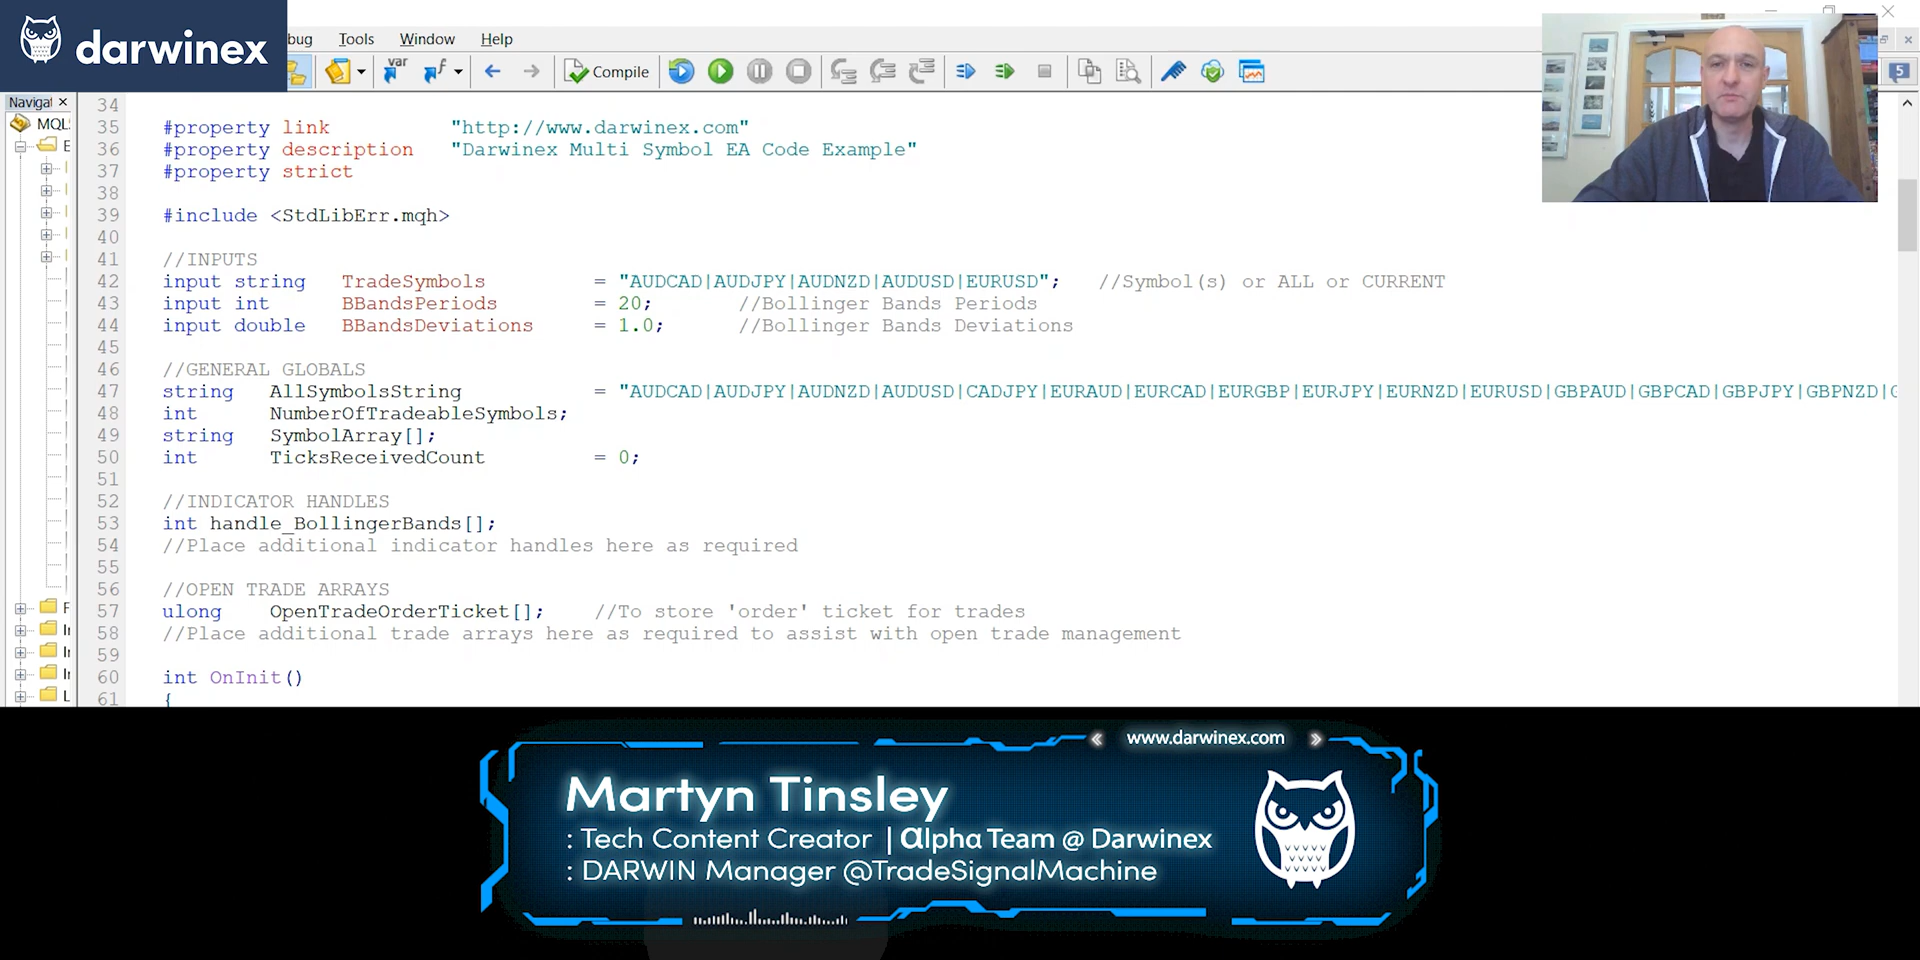 darwinex
bug Tools Window Help
var
f
Compile
5
Navigat
MQL
E
F
L
34
35 #property link "http://www.darwinex.com"
36 #property description "Darwinex Multi Symbol EA Code Example"
37 #property strict
38
39 #include <StdLibErr.mqh>
40
41 //INPUTS
42 input string TradeSymbols = "AUDCAD|AUDJPY|AUDNZD|AUDUSD|EURUSD"; //Symbol(s) or ALL or CURRENT
43 input int BBandsPeriods = 20; //Bollinger Bands Periods
44 input double BBandsDeviations = 1.0; //Bollinger Bands Deviations
45
46 //GENERAL GLOBALS
47 string AllSymbolsString = "AUDCAD|AUDJPY|AUDNZD|AUDUSD|CADJPY|EURAUD|EURCAD|EURGBP|EURJPY|EURNZD|EURUSD|GBPAUD|GBPCAD|GBPJPY|GBPNZD|G
48 int NumberOfTradeableSymbols;
49 string SymbolArray[];
50 int TicksReceivedCount = 0;
51
52 //INDICATOR HANDLES
53 int handle_BollingerBands[];
54 //Place additional indicator handles here as required
55
56 //OPEN TRADE ARRAYS
57 ulong OpenTradeOrderTicket[]; //To store 'order' ticket for trades
58 //Place additional trade arrays here as required to assist with open trade management
59
60 int OnInit()
61 {
« www.darwinex.com »
Martyn Tinsley
: Tech Content Creator | αlphα Team @ Darwinex
: DARWIN Manager @TradeSignalMachine